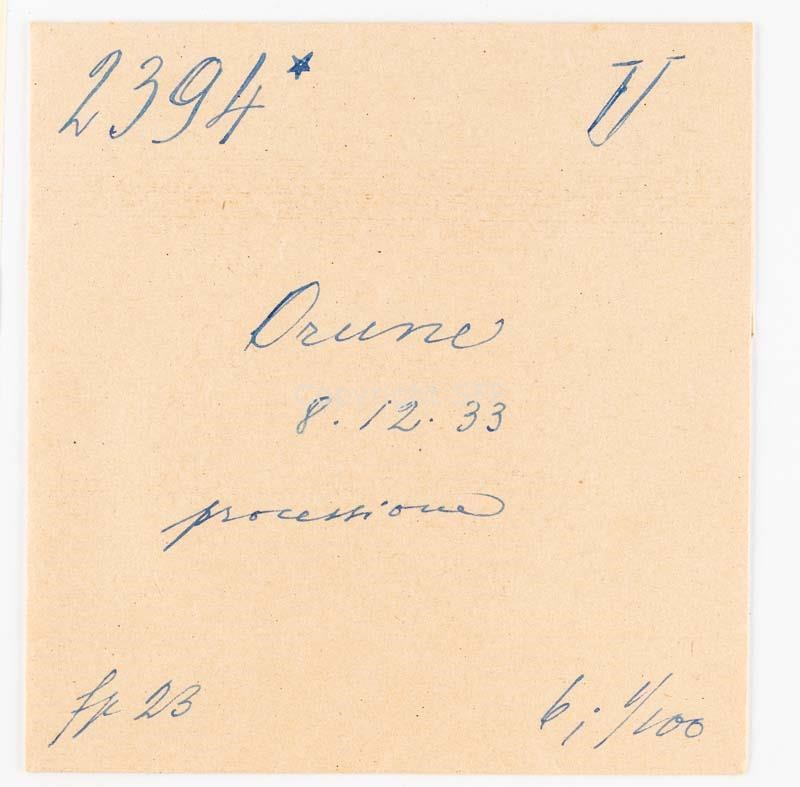 2394* U
Orune
8.12.33
processione
fp 23 6; 1/100